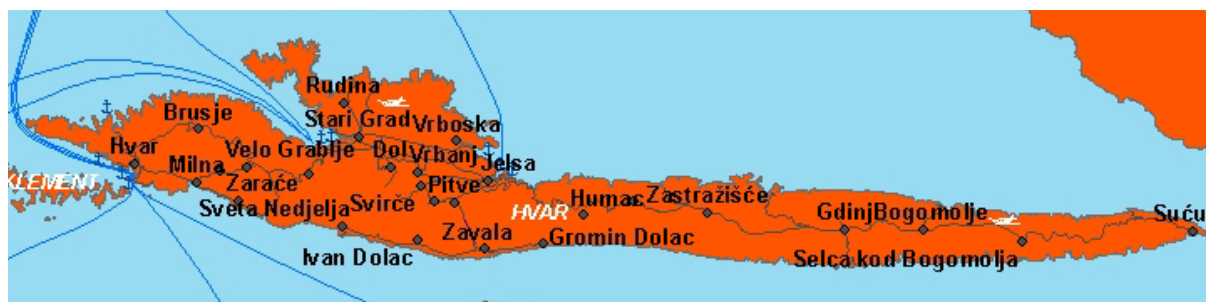 Rudina
Brusje
Stari Grad
Vrboska
Hvar
Milna
Velo Grablje
Dol
Vrbanj
Jelsa
KLEMENT
Zaraće
Pitve
Humac
Zastražišće
Sveta Nedjelja
Svirče
HVAR
Gdinj
Bogomolje
Suću
Ivan Dolac
Zavala
Gromin Dolac
Selca kod Bogomolja